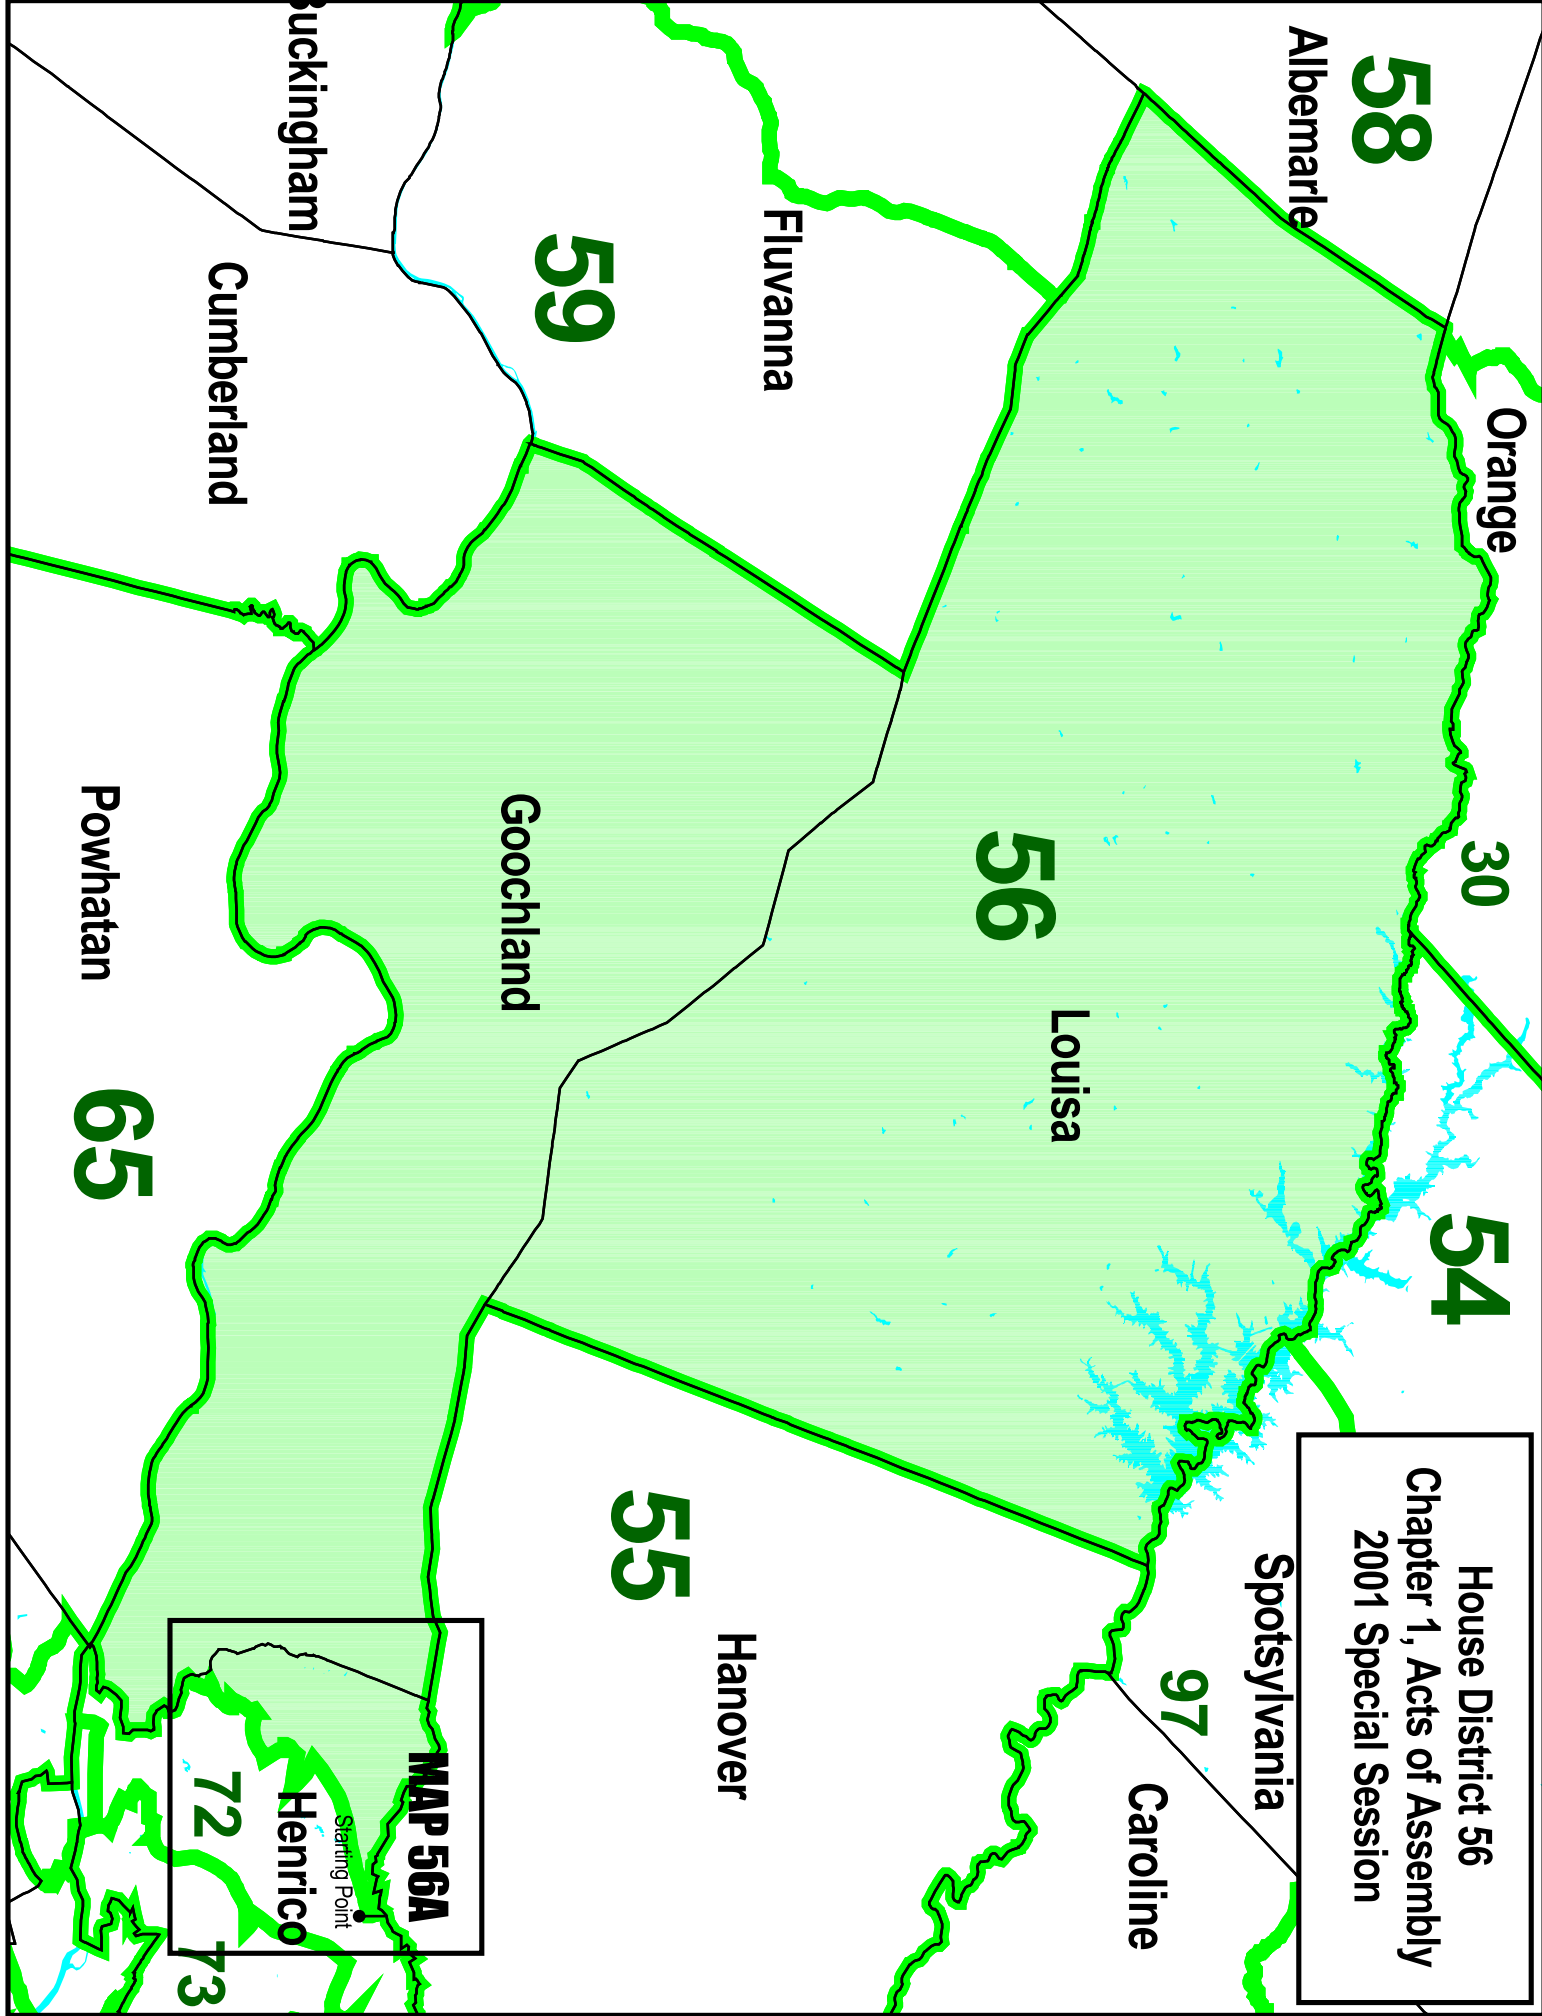 House District 56
Chapter 1, Acts of Assembly
2001 Special Session
58
Albemarle
Orange
30
54
Spotsylvania
97
Caroline
Louisa
56
Fluvanna
59
Buckingham
Cumberland
Goochland
Powhatan
65
55
Hanover
MAP 56A
Starting Point
Henrico
72
73